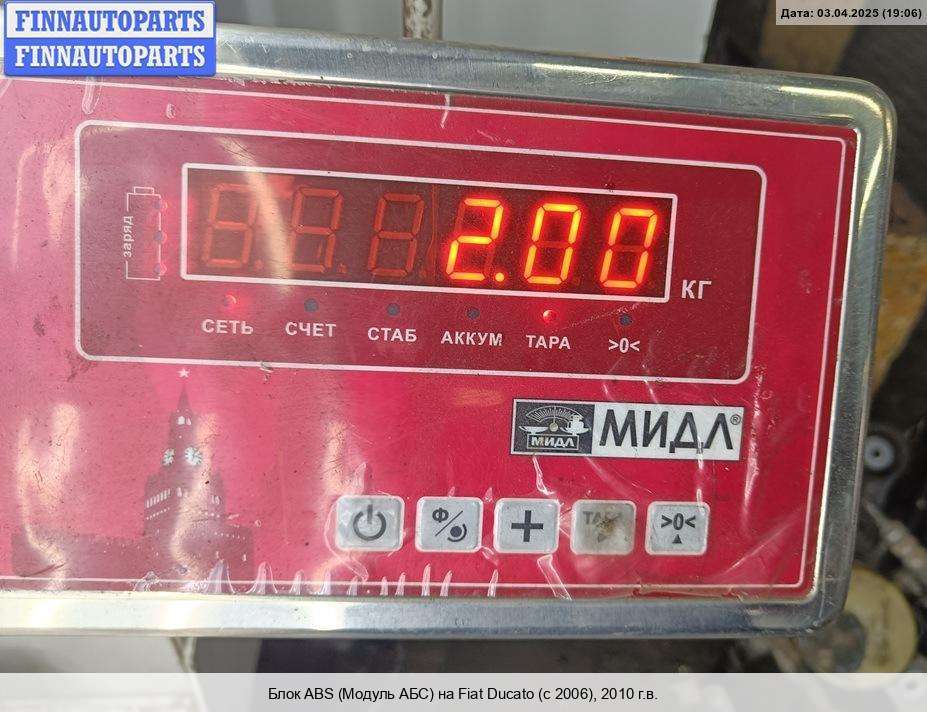 FINNAUTOPARTS
FINNAUTOPARTS
Дата: 03.04.2025 (19:06)
заряд
2.00
КГ
СЕТЬ СЧЕТ СТАБ АККУМ ТАРА >0<
МИДЛ МИДЛ®
Ф/ + ТАРА >0<
Блок ABS (Модуль АБС) на Fiat Ducato (с 2006), 2010 г.в.